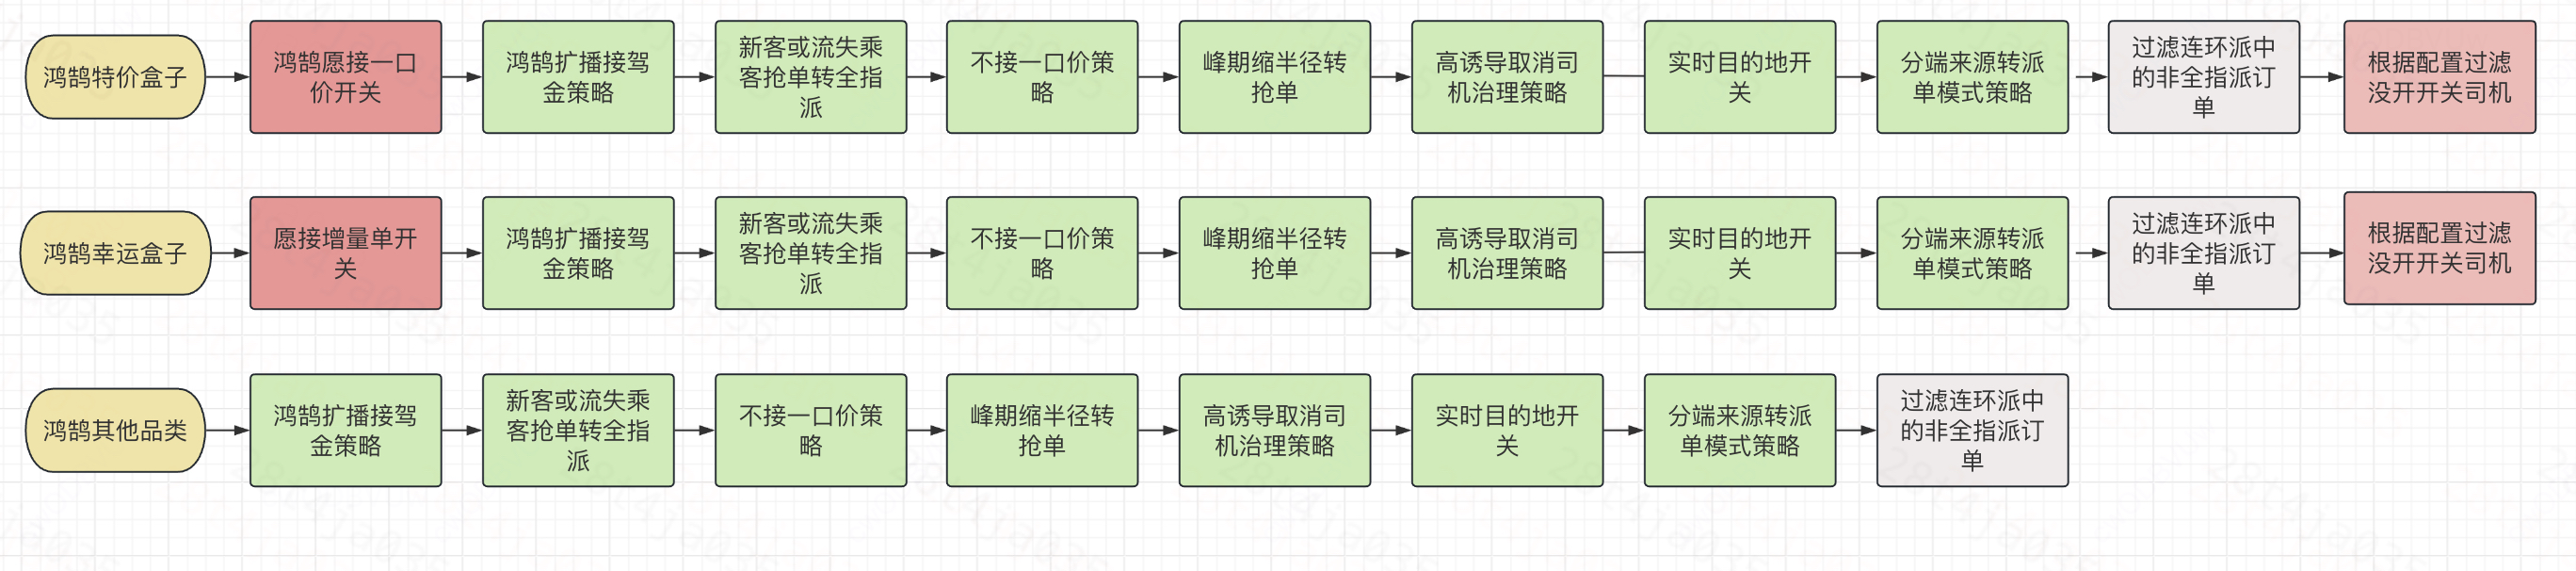 鸿鹄特价盒子
鸿鹄愿接一口
价开关
鸿鹄扩播接驾
金策略
新客或流失乘
客抢单转全指
派
不接一口价策
略
峰期缩半径转
抢单
高诱导取消司
机治理策略
实时目的地开
关
分端来源转派
单模式策略
过滤连环派中
的非全指派订
单
根据配置过滤
没开开关司机
鸿鹄幸运盒子
愿接增量单开
关
鸿鹄扩播接驾
金策略
新客或流失乘
客抢单转全指
派
不接一口价策
略
峰期缩半径转
抢单
高诱导取消司
机治理策略
实时目的地开
关
分端来源转派
单模式策略
过滤连环派中
的非全指派订
单
根据配置过滤
没开开关司机
鸿鹄其他品类
鸿鹄扩播接驾
金策略
新客或流失乘
客抢单转全指
派
不接一口价策
略
峰期缩半径转
抢单
高诱导取消司
机治理策略
实时目的地开
关
分端来源转派
单模式策略
过滤连环派中
的非全指派订
单